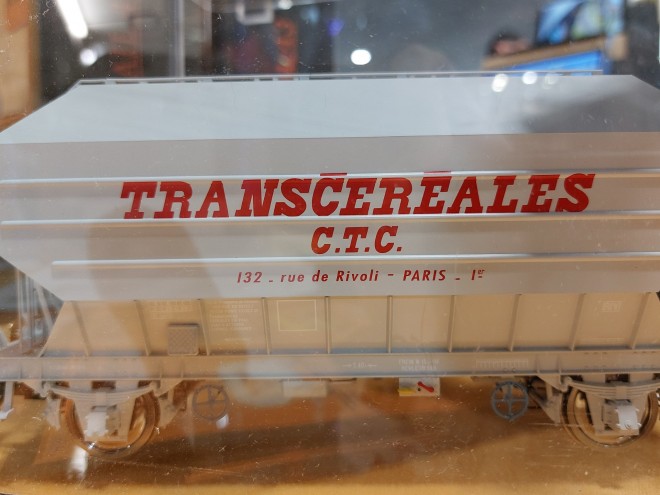 TRANSCÉRÉALES
C.T.C.
132 - rue de Rivoli - PARIS - 1er